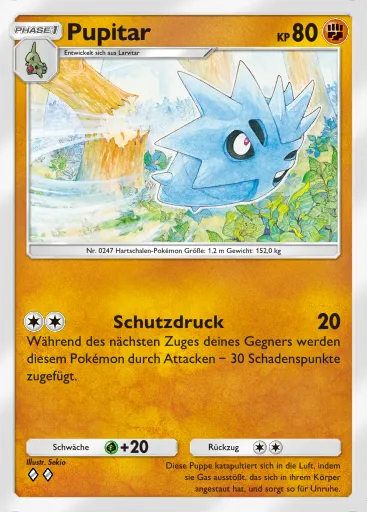 PHASE 1
Pupitar
KP 80
Entwickelt sich aus Larvitar
Nr. 0247 Hartschalen-Pokémon Größe: 1,2 m Gewicht: 152,0 kg
Schutzdruck 20
Während des nächsten Zuges deines Gegners werden
diesem Pokémon durch Attacken − 30 Schadenspunkte
zugefügt.
Schwäche +20
Rückzug
Illustr. Sekio
Diese Puppe katapultiert sich in die Luft, indem
sie Gas ausstößt, das sich in ihrem Körper
angestaut hat, und sorgt so für Unruhe.